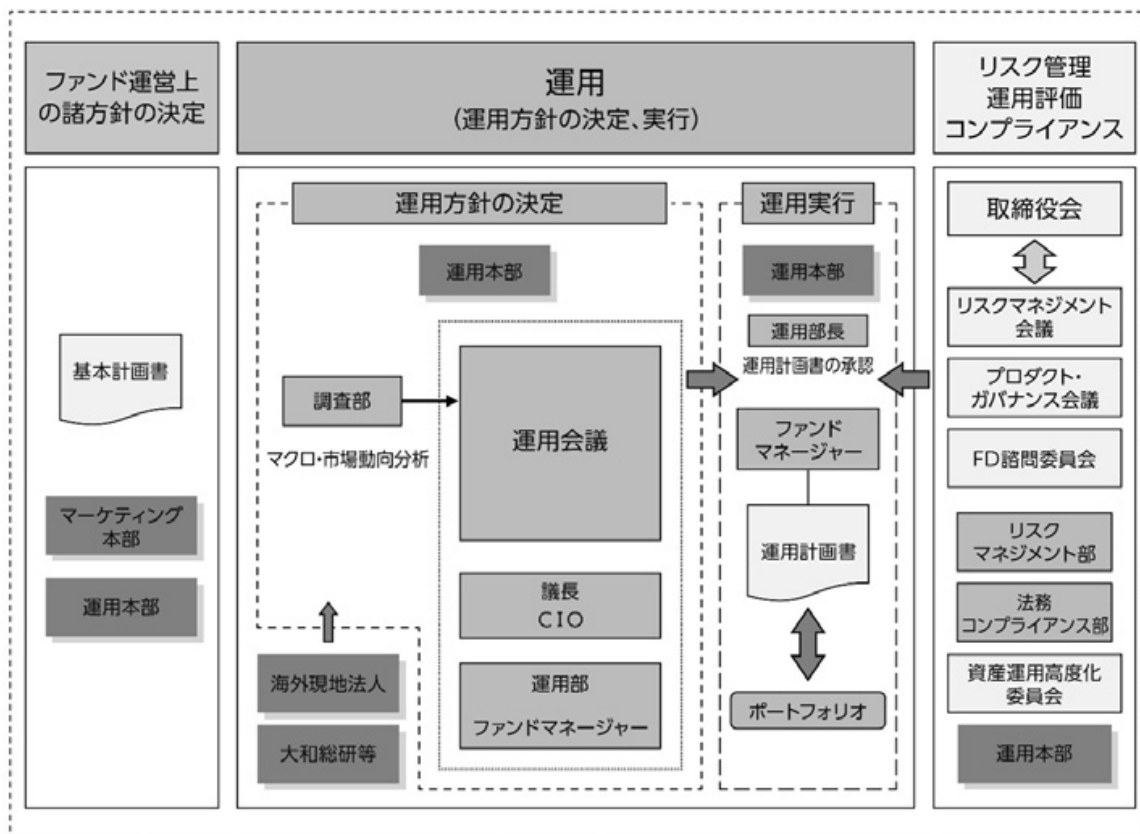 ファンド運営上
の諸方針の決定
運用
(運用方針の決定、実行)
リスク管理
運用評価
コンプライアンス
基本計画書
マーケティング
本部
運用本部
運用方針の決定
運用本部
調査部
マクロ・市場動向分析
運用会議
議長
CIO
運用部
ファンドマネージャー
海外現地法人
大和総研等
運用実行
運用本部
運用部長
運用計画書の承認
ファンド
マネージャー
運用計画書
ポートフォリオ
取締役会
リスクマネジメント
会議
プロダクト・
ガバナンス会議
FD諮問委員会
リスク
マネジメント部
法務
コンプライアンス部
資産運用高度化
委員会
運用本部